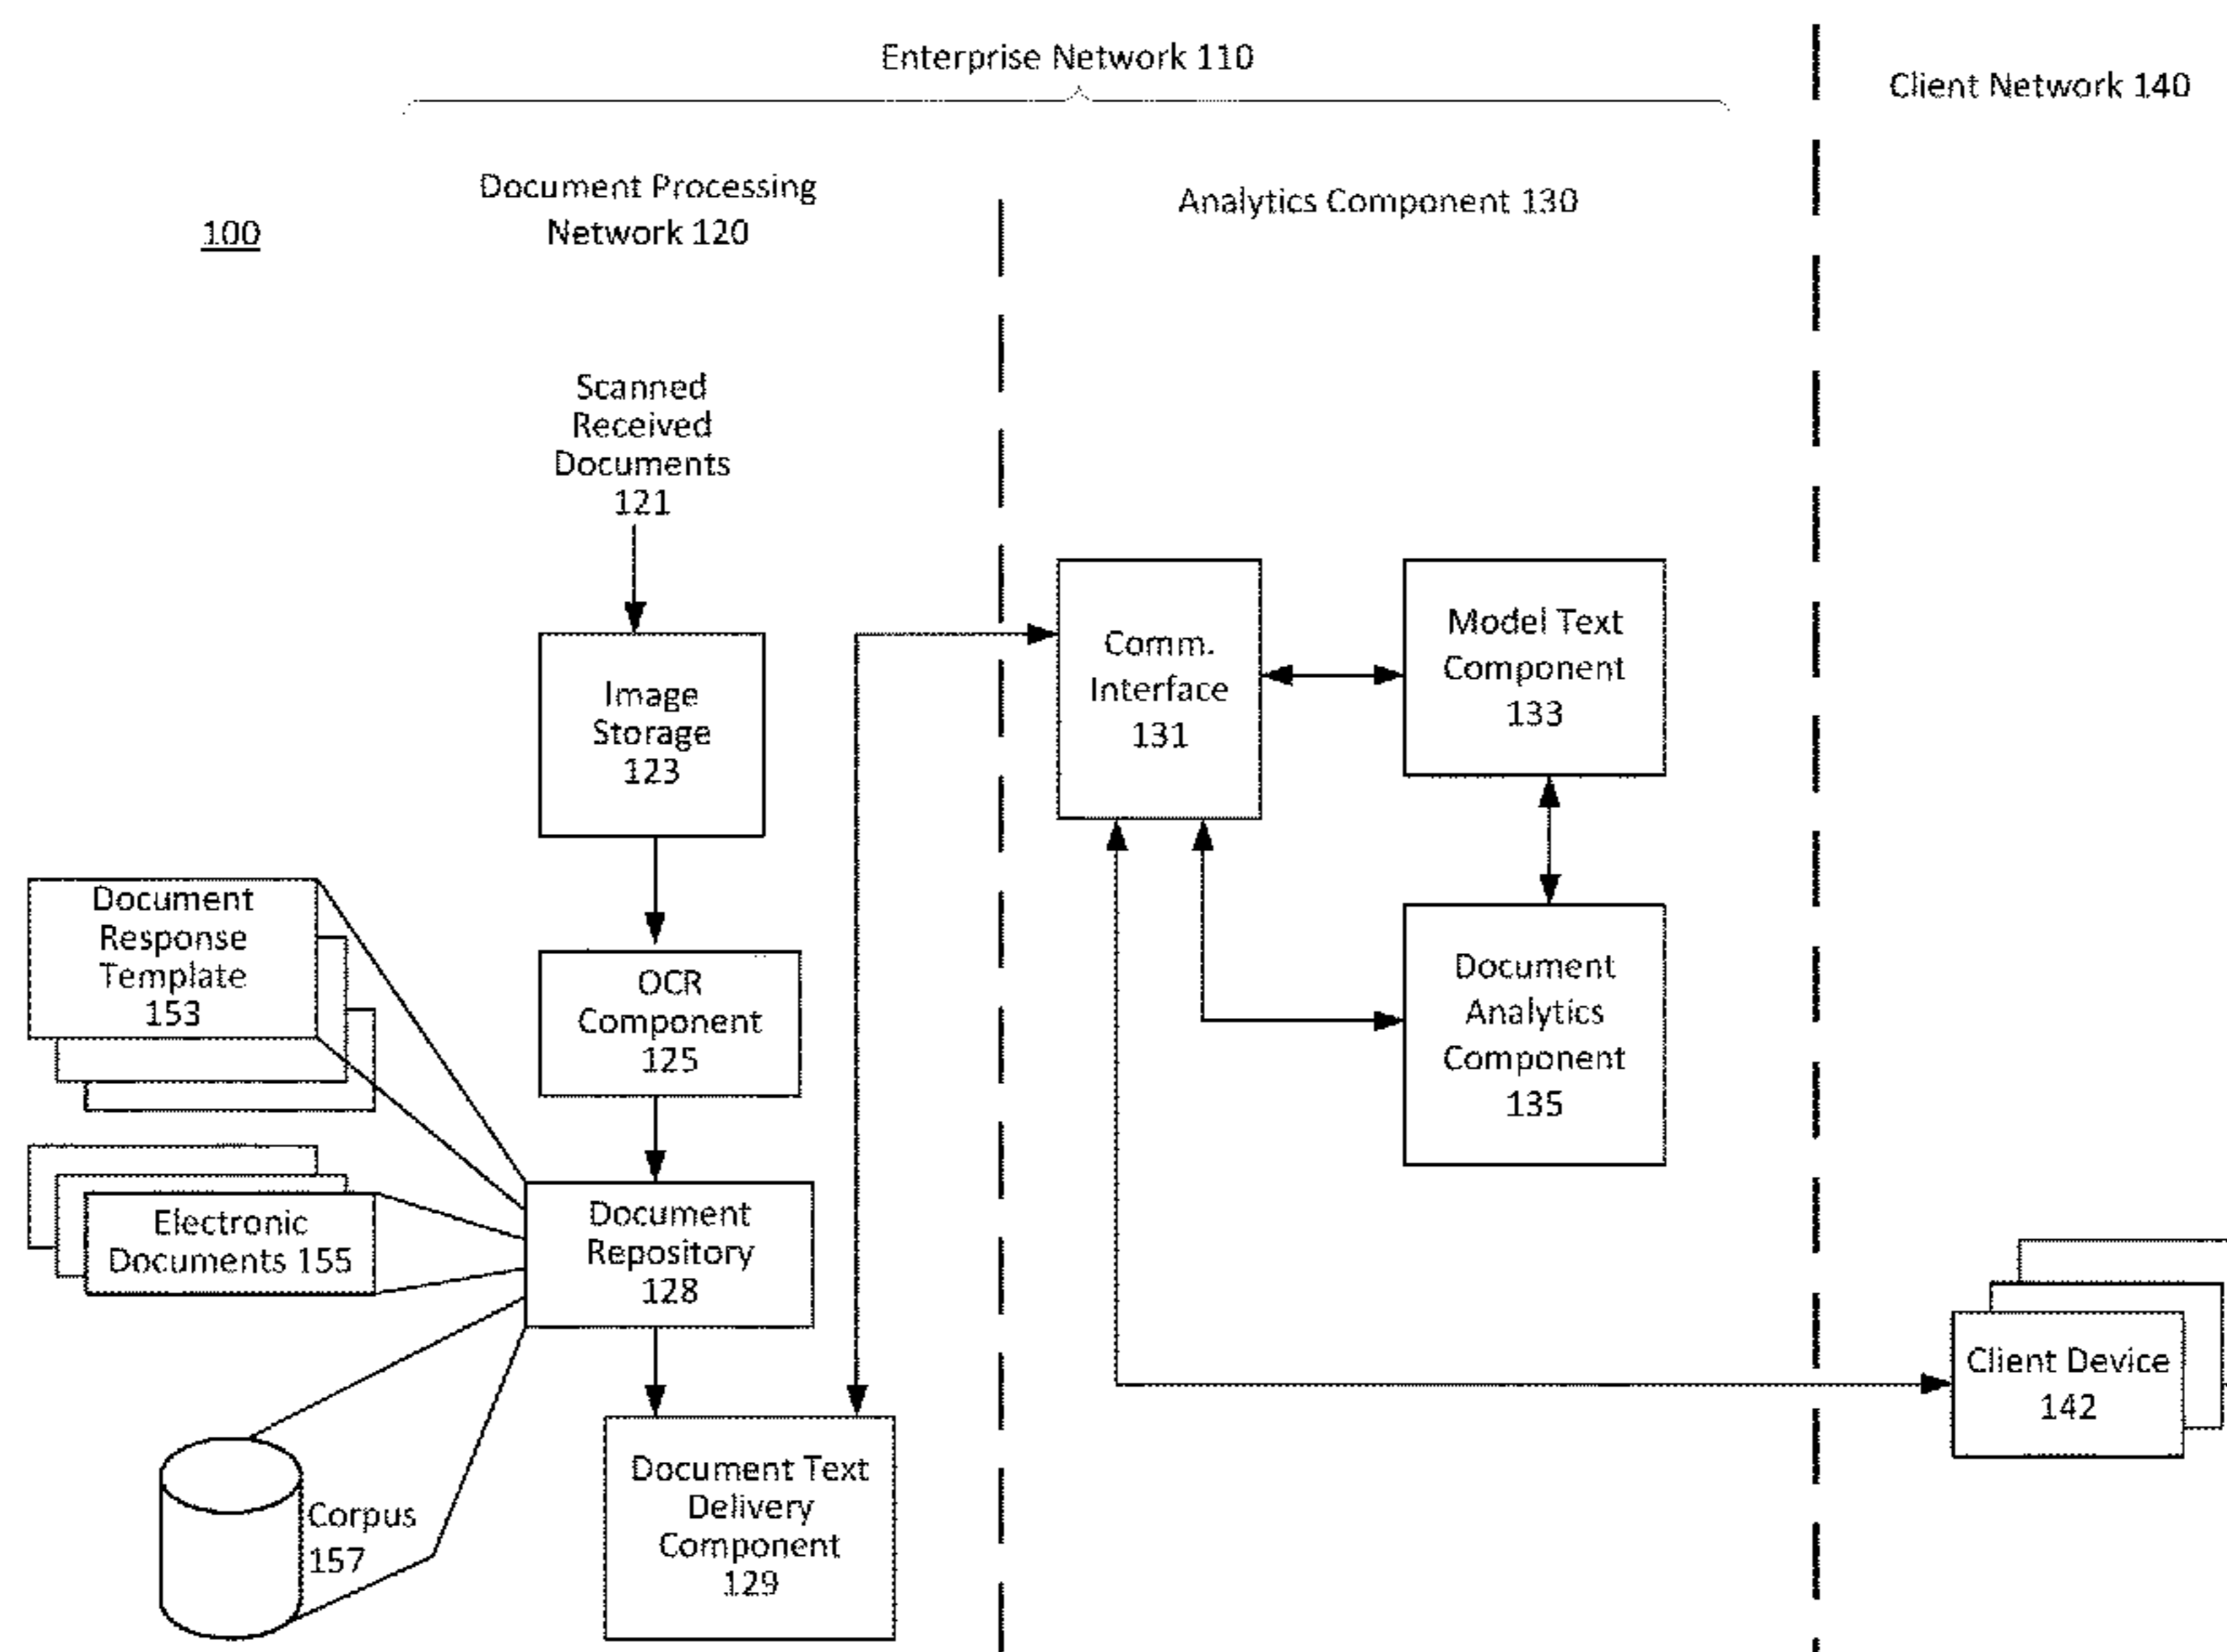 Enterprise Network 110
Client Network 140
Document Processing
Network 120
Analytics Component 130
100
Scanned
Received
Documents
121
Image
Storage
123
Comm.
Interface
131
Model Text
Component
133
Document
Response
Template
153
OCR
Component
125
Document
Analytics
Component
135
Electronic
Documents 155
Document
Repository
128
Client Device
142
Corpus
157
Document Text
Delivery
Component
129